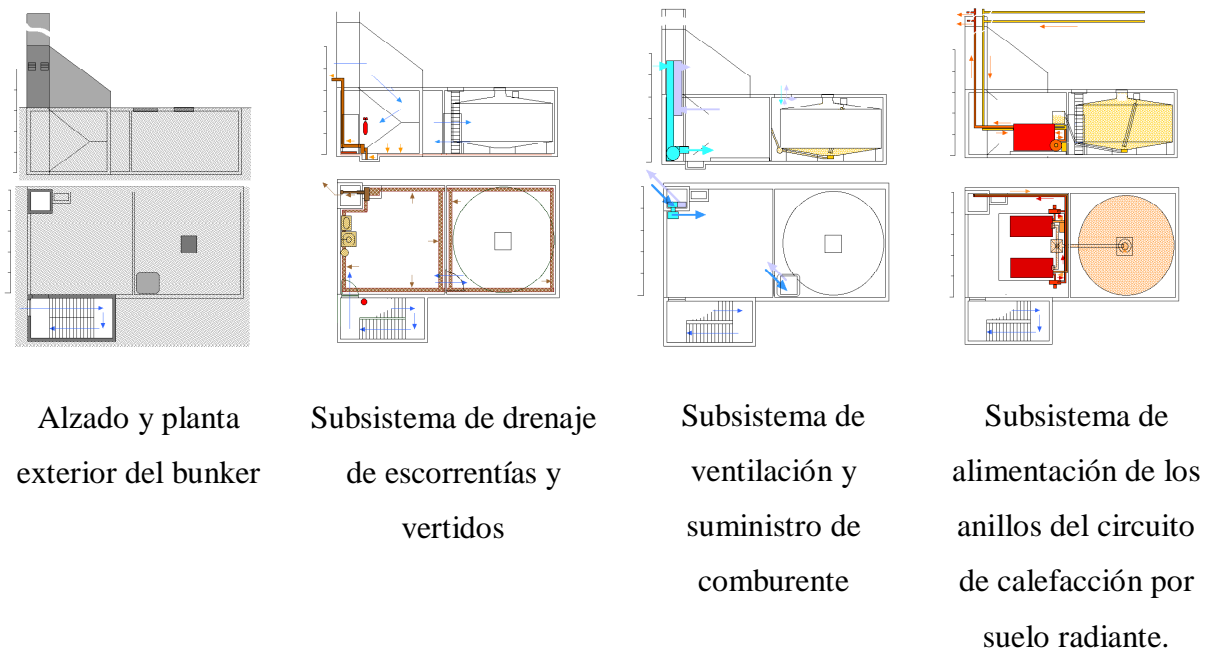 Alzado y planta
exterior del bunker
Subsistema de drenaje
de escorrentías y
vertidos
Subsistema de
ventilación y
suministro de
comburente
Subsistema de
alimentación de los
anillos del circuito
de calefacción por
suelo radiante.